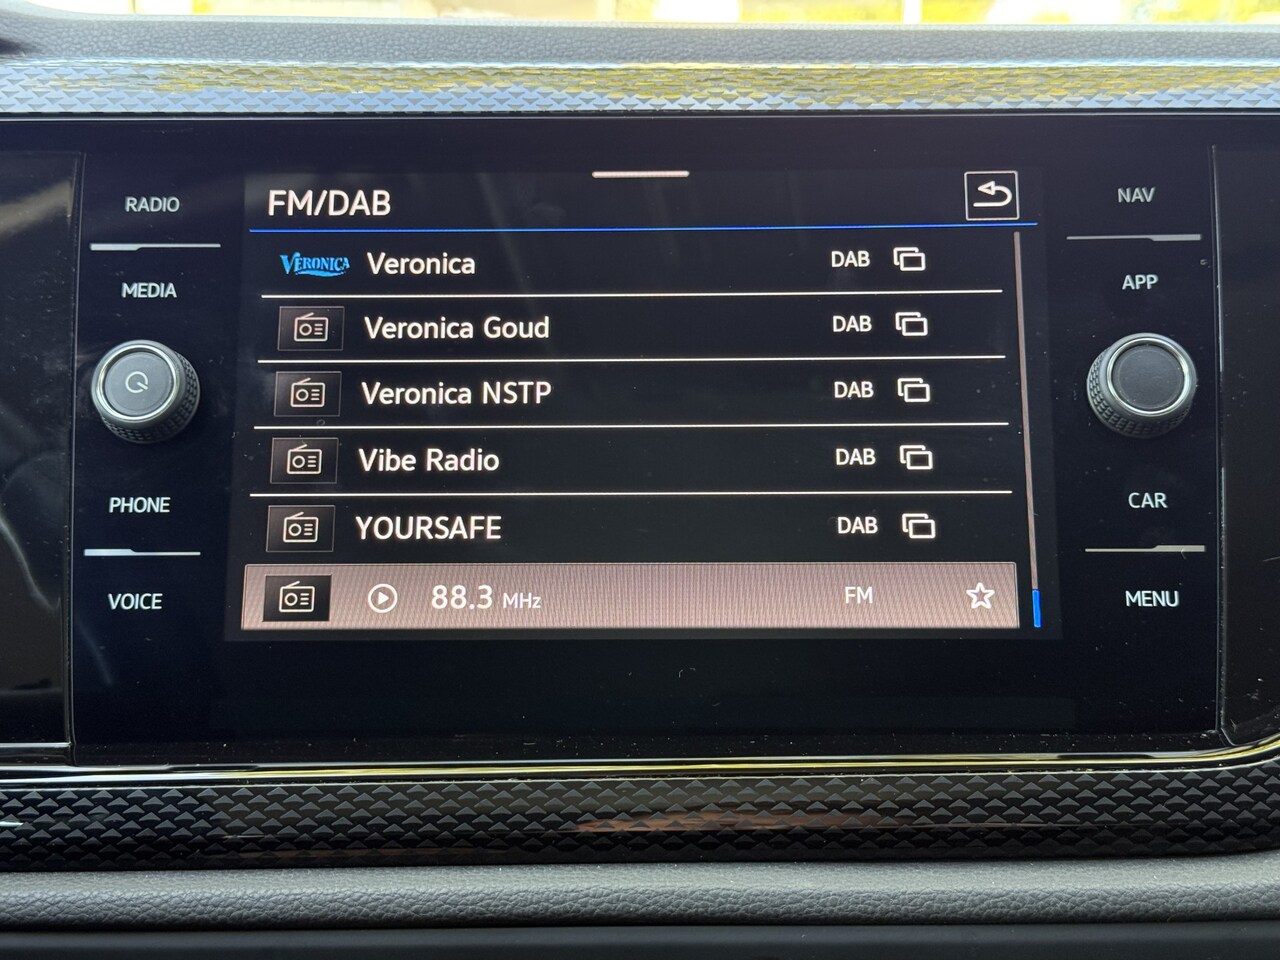 FM/DAB
VERONICA Veronica DAB
Veronica Goud DAB
Veronica NSTP DAB
Vibe Radio DAB
YOURSAFE DAB
88.3 MHz FM
RADIO
MEDIA
PHONE
VOICE
NAV
APP
CAR
MENU